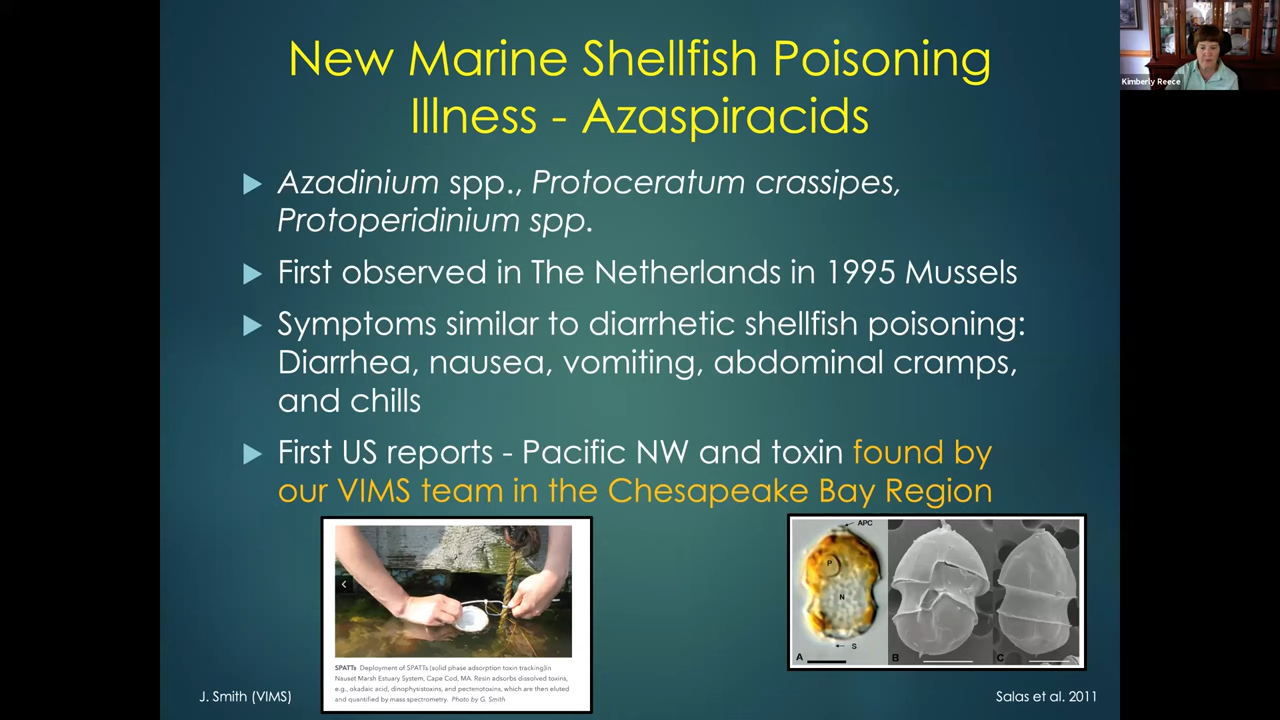 New Marine Shellfish Poisoning
Illness - Azaspiracids
Azadinium spp., Protoceratum crassipes,
Protoperidinium spp.
First observed in The Netherlands in 1995 Mussels
Symptoms similar to diarrhetic shellfish poisoning:
Diarrhea, nausea, vomiting, abdominal cramps,
and chills
First US reports - Pacific NW and toxin found by
our VIMS team in the Chesapeake Bay Region
SPATTs Deployment of SPATTs (solid phase adsorption toxin tracking)in
Nauset Marsh Estuary System, Cape Cod, MA. Resin adsorbs dissolved toxins,
e.g., okadaic acid, dinophysistoxins, and pectenotoxins, which are then eluted
and quantified by mass spectrometry. Photo by G. Smith
APC
P
N
S
A
B
C
J. Smith (VIMS)
Salas et al. 2011
Kimberly Reece